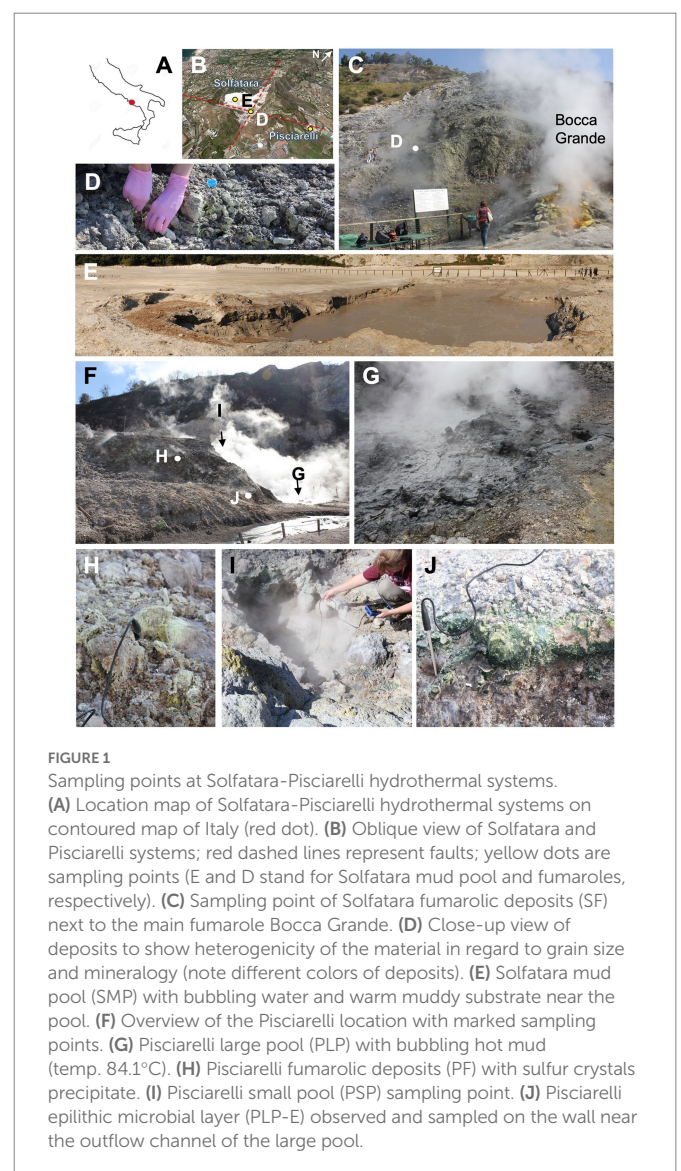 A
B
N
Solfatara
E
D
Pisciarelli
C
D
Bocca
Grande
D
E
F
I
H
G
J
G
H
I
J
FIGURE 1
Sampling points at Solfatara-Pisciarelli hydrothermal systems.
(A) Location map of Solfatara-Pisciarelli hydrothermal systems on
contoured map of Italy (red dot). (B) Oblique view of Solfatara and
Pisciarelli systems; red dashed lines represent faults; yellow dots are
sampling points (E and D stand for Solfatara mud pool and fumaroles,
respectively). (C) Sampling point of Solfatara fumarolic deposits (SF)
next to the main fumarole Bocca Grande. (D) Close-up view of
deposits to show heterogenicity of the material in regard to grain size
and mineralogy (note different colors of deposits). (E) Solfatara mud
pool (SMP) with bubbling water and warm muddy substrate near the
pool. (F) Overview of the Pisciarelli location with marked sampling
points. (G) Pisciarelli large pool (PLP) with bubbling hot mud
(temp. 84.1°C). (H) Pisciarelli fumarolic deposits (PF) with sulfur crystals
precipitate. (I) Pisciarelli small pool (PSP) sampling point. (J) Pisciarelli
epilithic microbial layer (PLP-E) observed and sampled on the wall near
the outflow channel of the large pool.